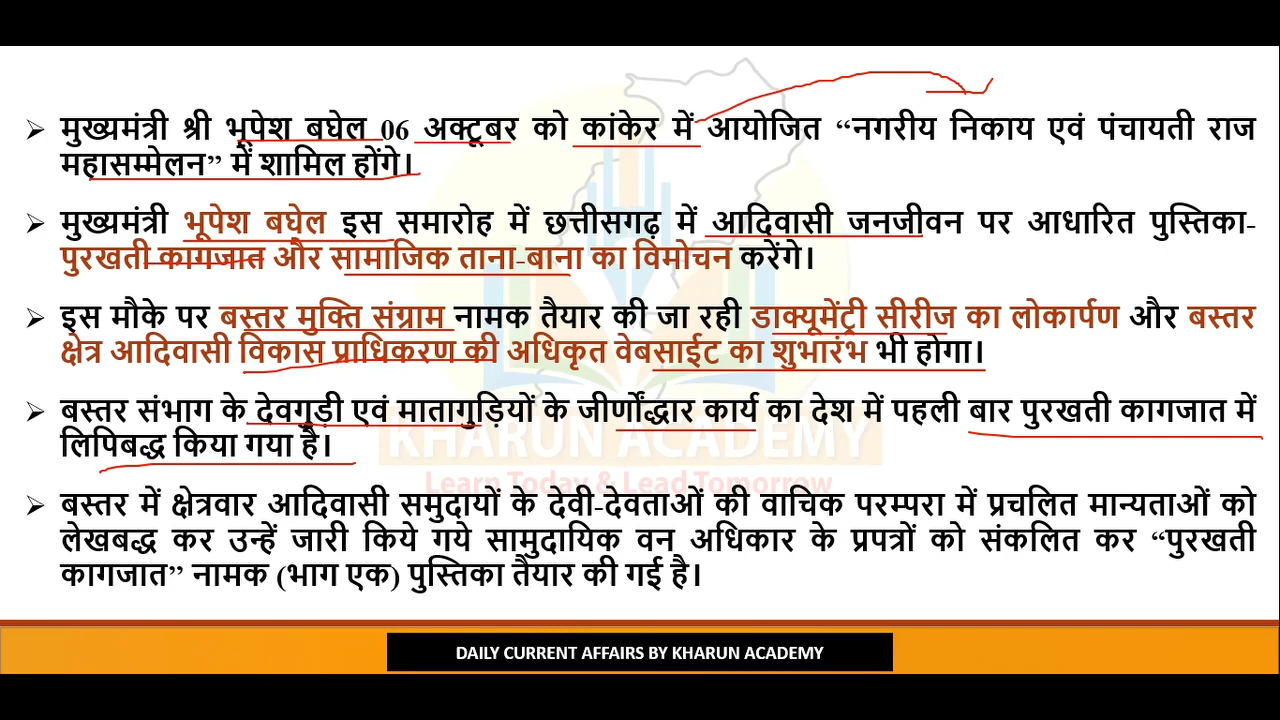 ➢ मुख्यमंत्री श्री भूपेश बघेल 06 अक्टूबर को कांकेर में आयोजित “नगरीय निकाय एवं पंचायती राज
महासम्मेलन” में शामिल होंगे।
➢ मुख्यमंत्री भूपेश बघेल इस समारोह में छत्तीसगढ़ में आदिवासी जनजीवन पर आधारित पुस्तिका-
पुरखती कागजात और सामाजिक ताना-बाना का विमोचन करेंगे।
➢ इस मौके पर बस्तर मुक्ति संग्राम नामक तैयार की जा रही डाक्यूमेंट्री सीरीज का लोकार्पण और बस्तर
क्षेत्र आदिवासी विकास प्राधिकरण की अधिकृत वेबसाईट का शुभारंभ भी होगा।
➢ बस्तर संभाग के देवगुड़ी एवं मातागुड़ियों के जीर्णोंद्धार कार्य का देश में पहली बार पुरखती कागजात में
लिपिबद्ध किया गया है।
KHARUN ACADEMY
Learn Today & Lead Tomorrow
➢ बस्तर में क्षेत्रवार आदिवासी समुदायों के देवी-देवताओं की वाचिक परम्परा में प्रचलित मान्यताओं को
लेखबद्ध कर उन्हें जारी किये गये सामुदायिक वन अधिकार के प्रपत्रों को संकलित कर “पुरखती
कागजात” नामक (भाग एक) पुस्तिका तैयार की गई है।
DAILY CURRENT AFFAIRS BY KHARUN ACADEMY